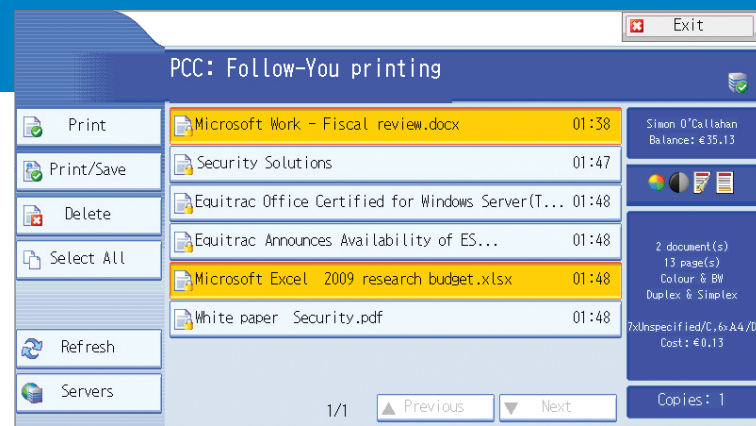 Exit
PCC: Follow-You printing
Print
Print/Save
Delete
Select All
Refresh
Servers
Microsoft Work - Fiscal review.docx 01:38
Security Solutions 01:47
Equitrac Office Certified for Windows Server(T... 01:48
Equitrac Announces Availability of ES... 01:48
Microsoft Excel 2009 research budget.xlsx 01:48
White paper Security.pdf 01:48
1/1 Previous Next
Simon O'Callahan
Balance: €35.13
2 document(s)
13 page(s)
Colour & BW
Duplex & Simplex
7xUnspecified/C,6xA4/D
Cost: €0.13
Copies: 1